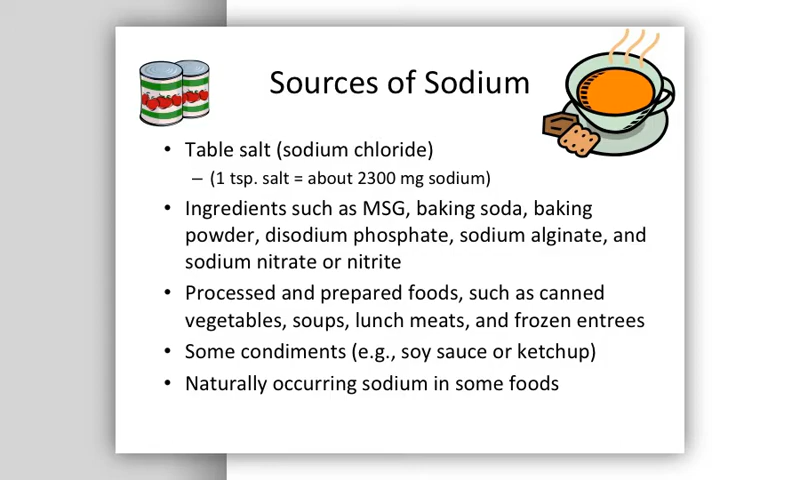 Sources of Sodium
• Table salt (sodium chloride)
– (1 tsp. salt = about 2300 mg sodium)
• Ingredients such as MSG, baking soda, baking
powder, disodium phosphate, sodium alginate, and
sodium nitrate or nitrite
• Processed and prepared foods, such as canned
vegetables, soups, lunch meats, and frozen entrees
• Some condiments (e.g., soy sauce or ketchup)
• Naturally occurring sodium in some foods